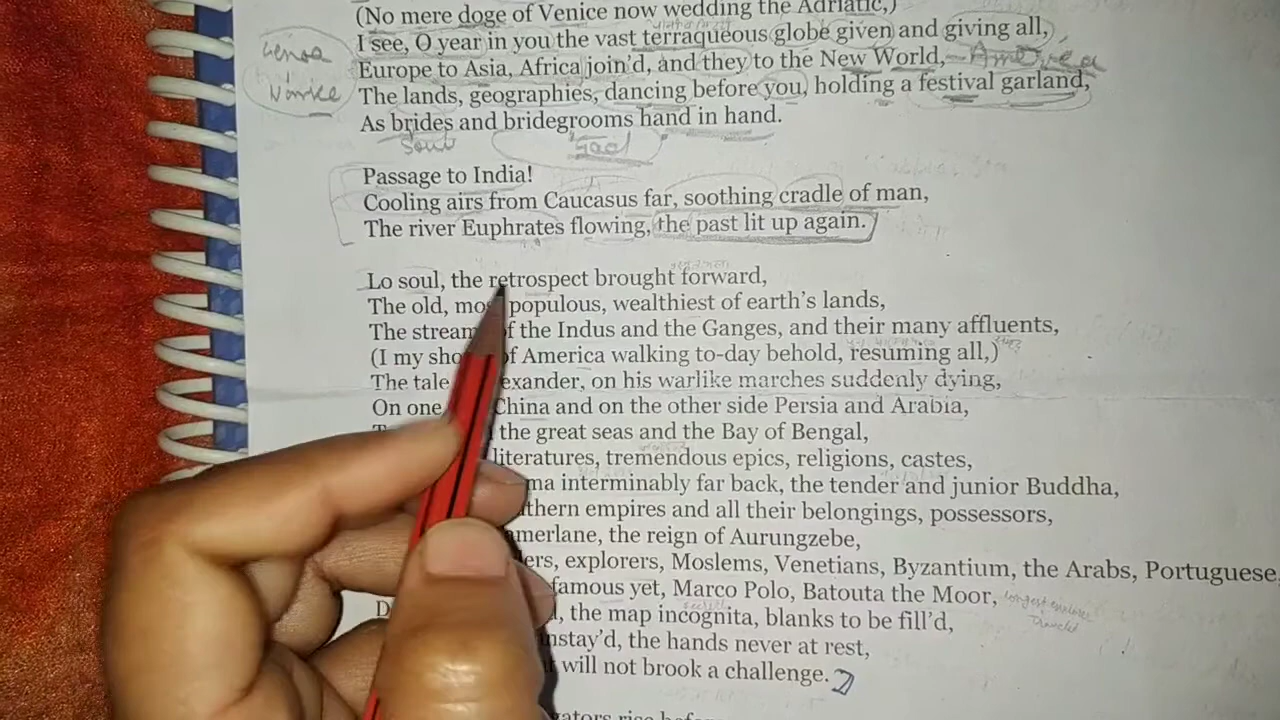 (No mere doge of Venice now wedding the Adriatic,)
I see, O year in you the vast terraqueous globe given and giving all,
Europe to Asia, Africa join'd, and they to the New World, America
The lands, geographies, dancing before you, holding a festival garland,
As brides and bridegrooms hand in hand.
Soul God
Passage to India!
Cooling airs from Caucasus far, soothing cradle of man,
The river Euphrates flowing, the past lit up again.
Lo soul, the retrospect brought forward,
The old, most populous, wealthiest of earth's lands,
The stream of the Indus and the Ganges, and their many affluents,
(I my of America walking to-day behold, resuming all,)
The tale exander, on his warlike marches suddenly dying,
On one China and on the other side Persia and Arabia,
the great seas and the Bay of Bengal,
literatures, tremendous epics, religions, castes,
ma interminably far back, the tender and junior Buddha,
thern empires and all their belongings, possessors,
amerlane, the reign of Aurungzebe,
ers, explorers, Moslems, Venetians, Byzantium, the Arabs, Portuguese
famous yet, Marco Polo, Batouta the Moor,
D the map incognita, blanks to be fill'd,
nstay'd, the hands never at rest,
will not brook a challenge.